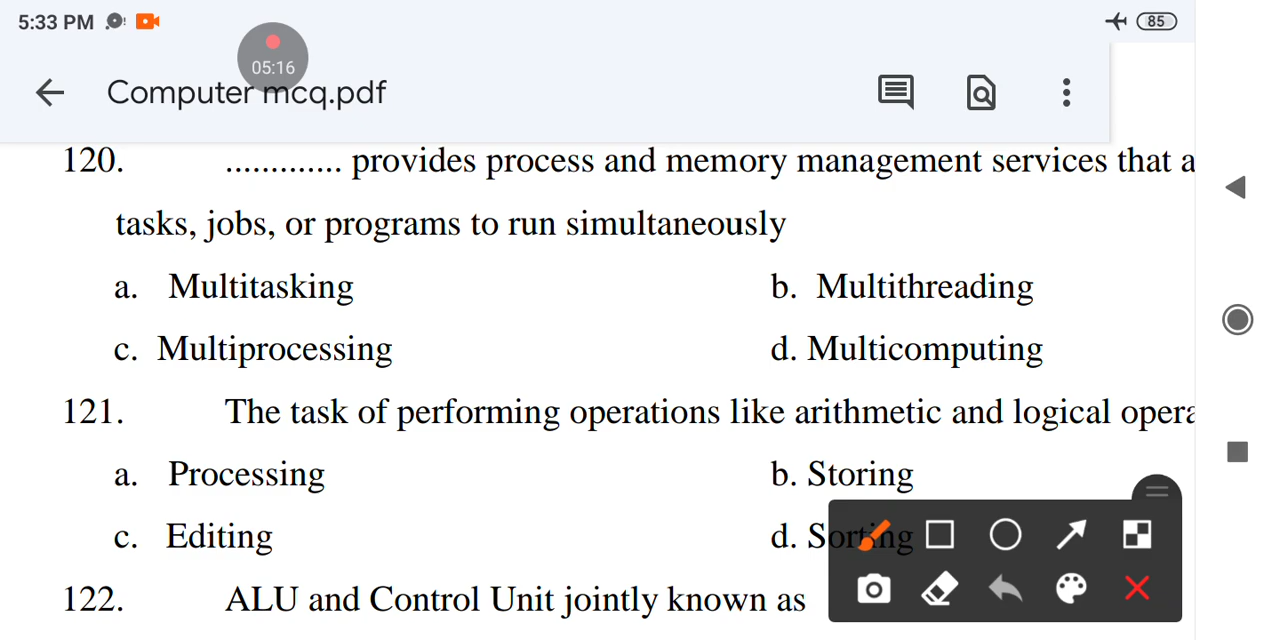 5:33 PM
85
05:16
Computer mcq.pdf
120. ............. provides process and memory management services that a
tasks, jobs, or programs to run simultaneously
a. Multitasking b. Multithreading
c. Multiprocessing d. Multicomputing
121. The task of performing operations like arithmetic and logical opera
a. Processing b. Storing
c. Editing d. Sorting
122. ALU and Control Unit jointly known as